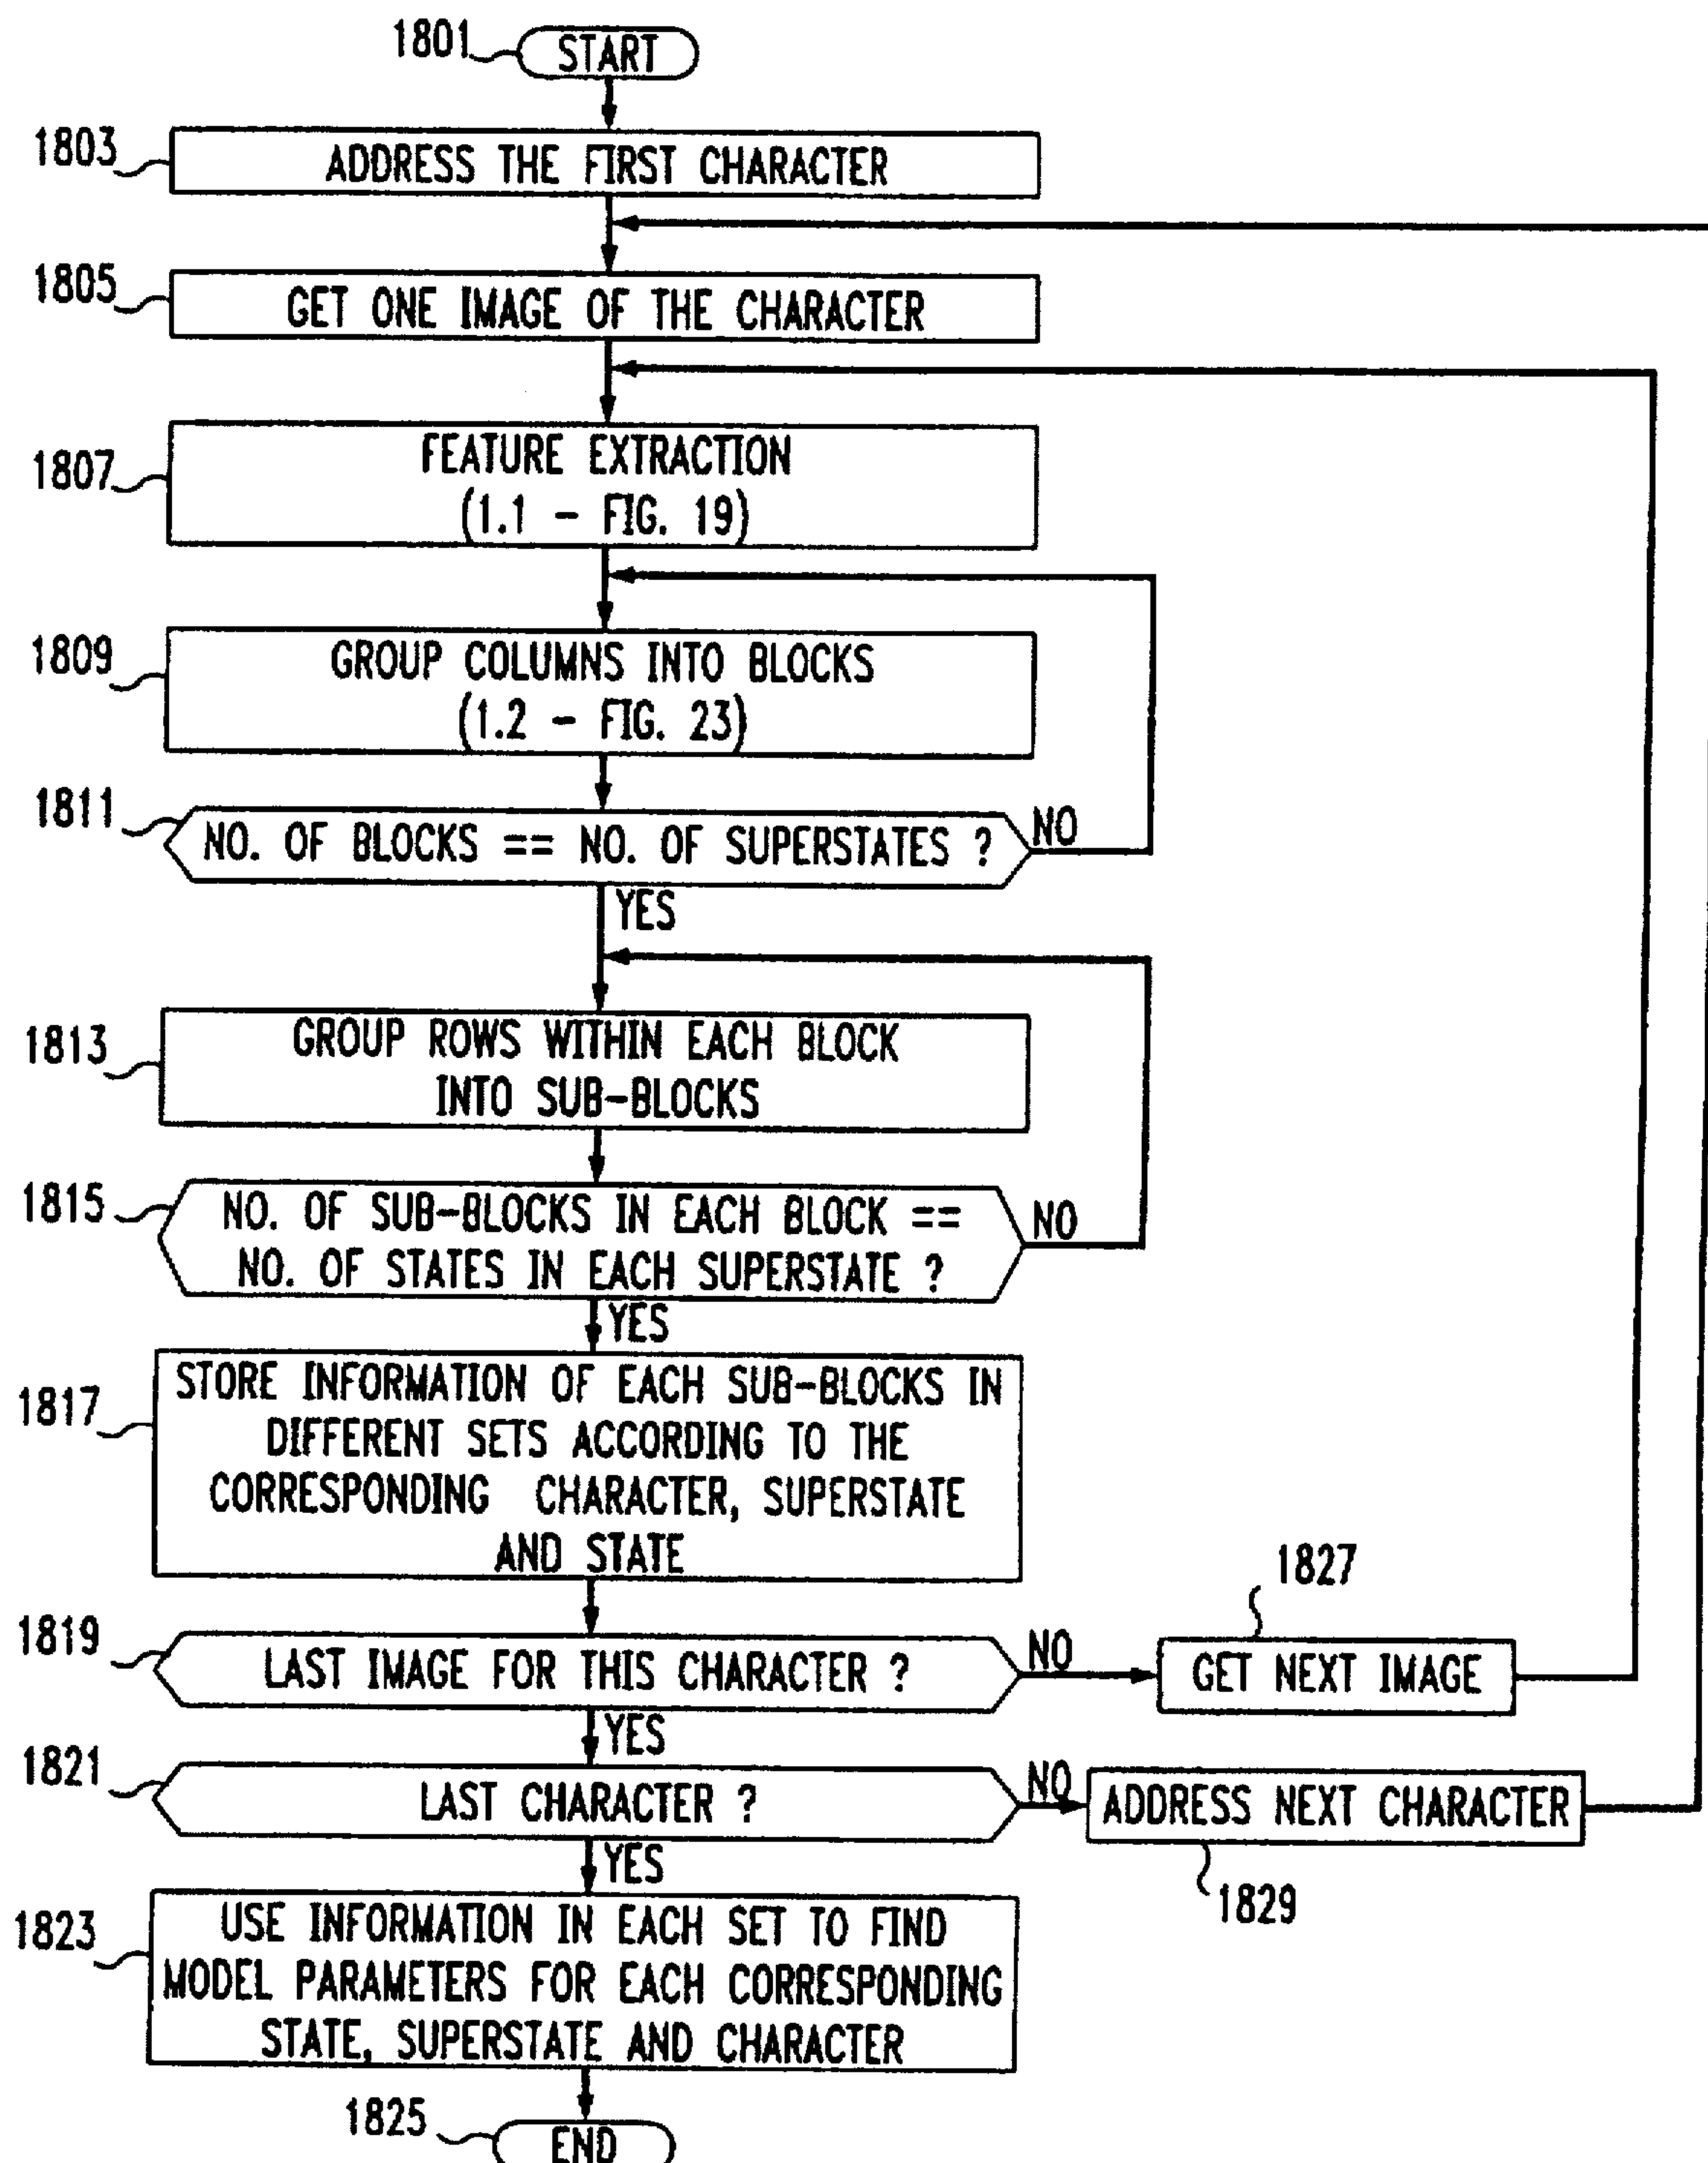 1801
START
1803
ADDRESS THE FIRST CHARACTER
1805
GET ONE IMAGE OF THE CHARACTER
1807
FEATURE EXTRACTION
(1.1 - FIG. 19)
1809
GROUP COLUMNS INTO BLOCKS
(1.2 - FIG. 23)
1811
NO. OF BLOCKS == NO. OF SUPERSTATES ?
NO
YES
1813
GROUP ROWS WITHIN EACH BLOCK
INTO SUB-BLOCKS
1815
NO. OF SUB-BLOCKS IN EACH BLOCK ==
NO. OF STATES IN EACH SUPERSTATE ?
NO
YES
1817
STORE INFORMATION OF EACH SUB-BLOCKS IN
DIFFERENT SETS ACCORDING TO THE
CORRESPONDING CHARACTER, SUPERSTATE
AND STATE
1819
LAST IMAGE FOR THIS CHARACTER ?
NO
1827
GET NEXT IMAGE
YES
1821
LAST CHARACTER ?
NO
ADDRESS NEXT CHARACTER
1829
YES
1823
USE INFORMATION IN EACH SET TO FIND
MODEL PARAMETERS FOR EACH CORRESPONDING
STATE, SUPERSTATE AND CHARACTER
1825
END